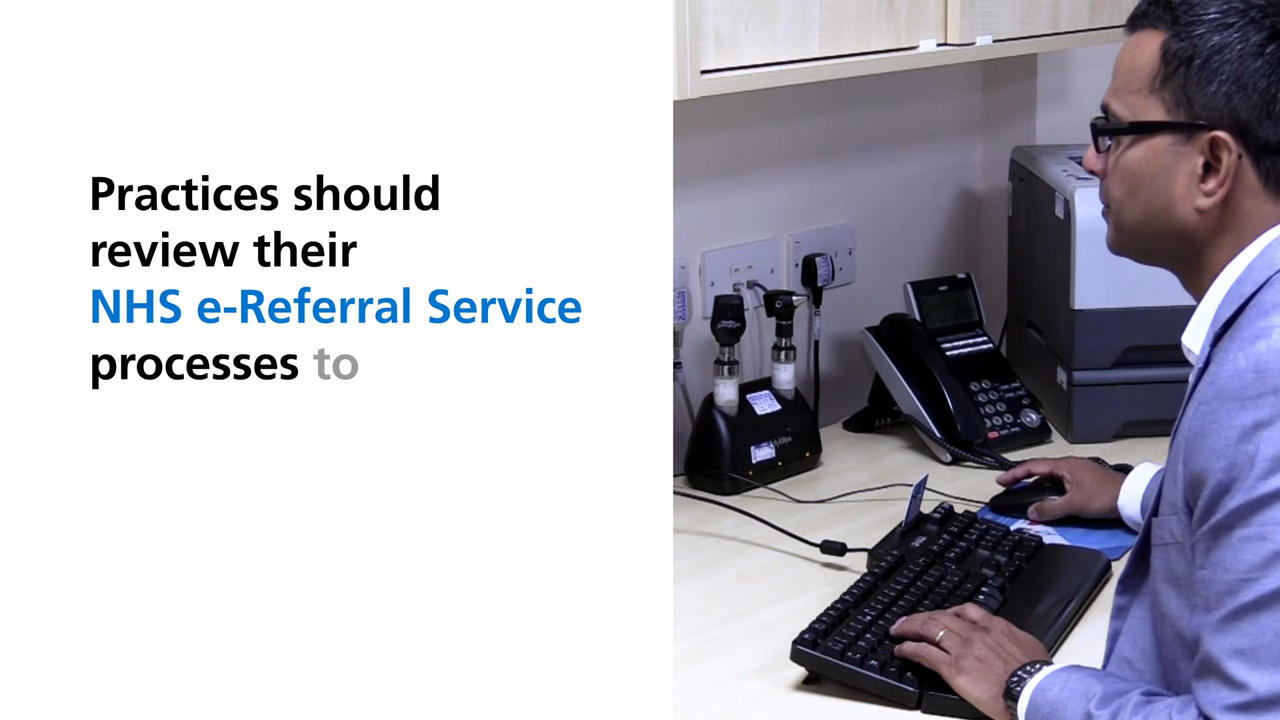 Practices should
review their
NHS e-Referral Service
processes to